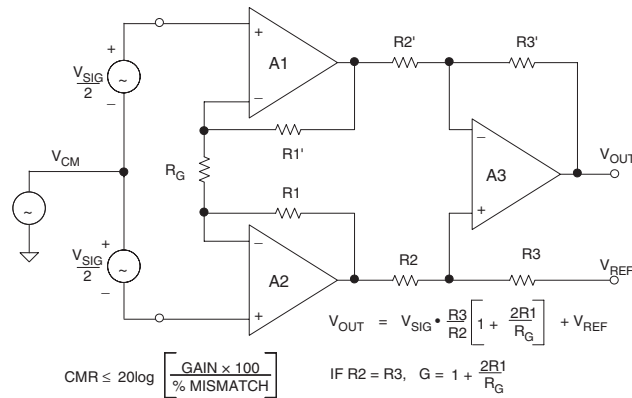 +
V_SIG
2
~
−
V_CM
~
+
V_SIG
2
~
−
+
A1
−
R2'
R3'
R1'
R_G
R1
−
A2
+
R2
R3
−
A3
+
V_OUT
V_REF
V_OUT = V_SIG • R3/R2 [1 + 2R1/R_G] + V_REF
CMR ≤ 20log [GAIN × 100 / % MISMATCH]
IF R2 = R3, G = 1 + 2R1/R_G